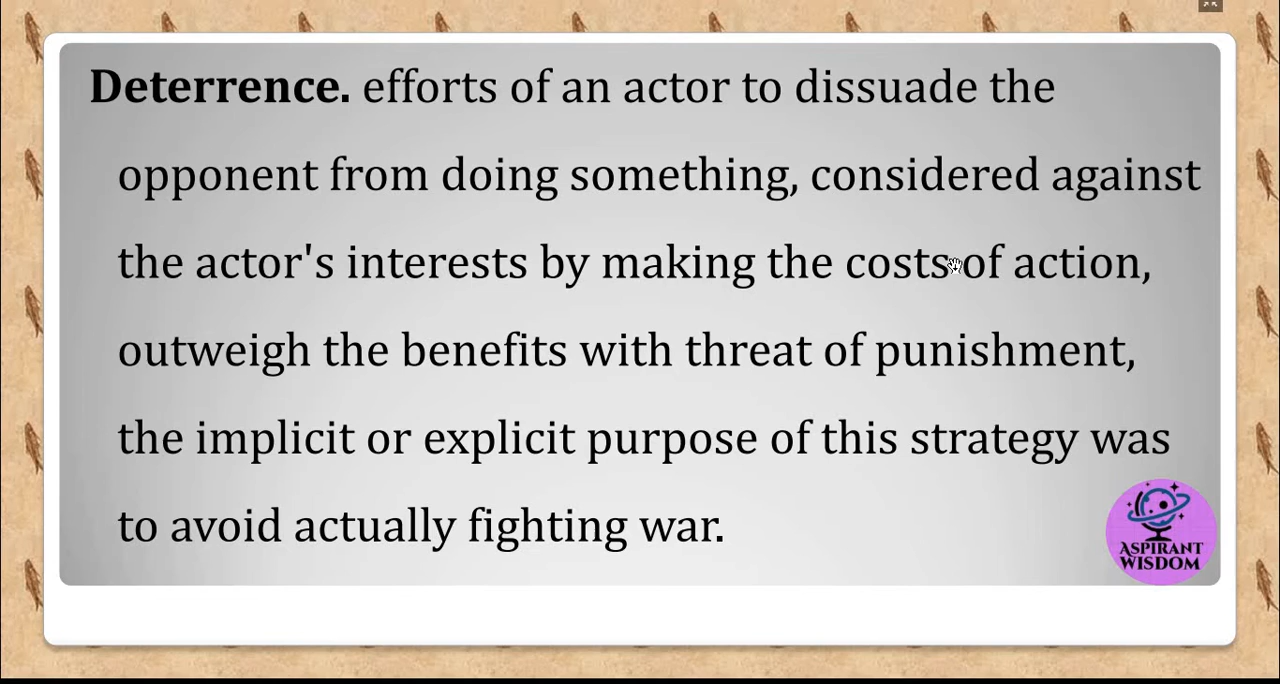 Deterrence. efforts of an actor to dissuade the
opponent from doing something, considered against
the actor's interests by making the costs of action,
outweigh the benefits with threat of punishment,
the implicit or explicit purpose of this strategy was
to avoid actually fighting war.
ASPIRANT
WISDOM